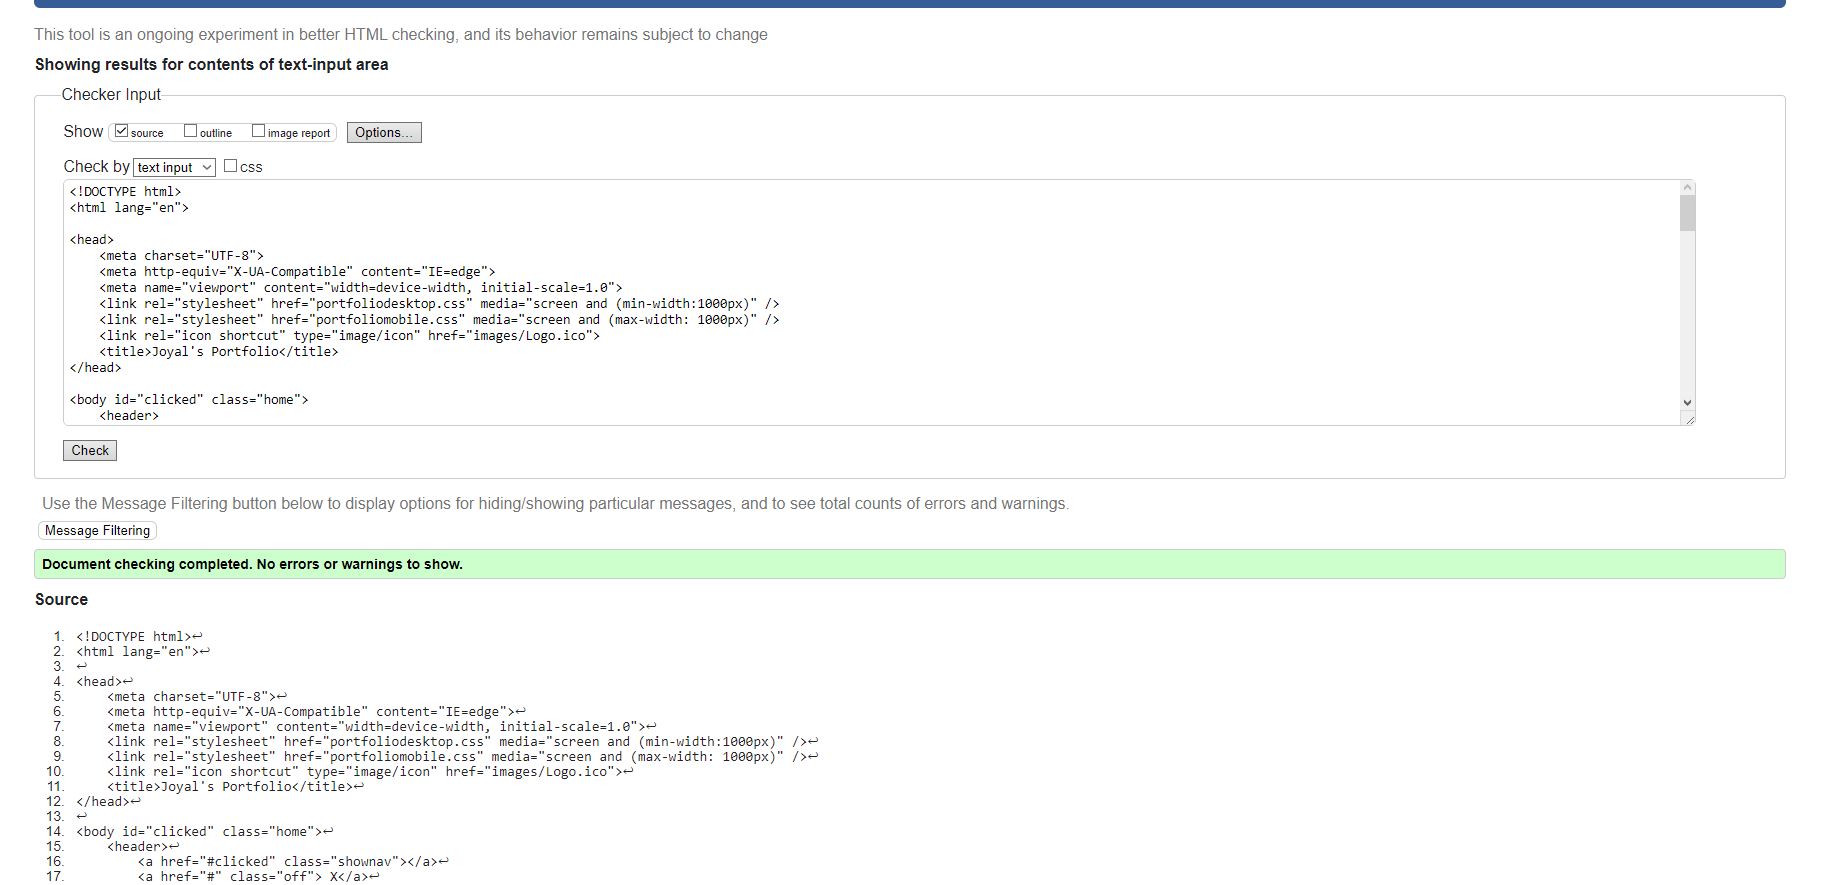 This tool is an ongoing experiment in better HTML checking, and its behavior remains subject to change
Showing results for contents of text-input area
Checker Input
Show source outline image report Options...
Check by text input css
<!DOCTYPE html>
<html lang="en">
<head>
<meta charset="UTF-8">
<meta http-equiv="X-UA-Compatible" content="IE=edge">
<meta name="viewport" content="width=device-width, initial-scale=1.0">
<link rel="stylesheet" href="portfoliodesktop.css" media="screen and (min-width:1000px)" />
<link rel="stylesheet" href="portfoliomobile.css" media="screen and (max-width: 1000px)" />
<link rel="icon shortcut" type="image/icon" href="images/Logo.ico">
<title>Joyal's Portfolio</title>
</head>
<body id="clicked" class="home">
<header>
Check
Use the Message Filtering button below to display options for hiding/showing particular messages, and to see total counts of errors and warnings.
Message Filtering
Document checking completed. No errors or warnings to show.
Source
1. <!DOCTYPE html>↩
2. <html lang="en">↩
3. ↩
4. <head>↩
5. <meta charset="UTF-8">↩
6. <meta http-equiv="X-UA-Compatible" content="IE=edge">↩
7. <meta name="viewport" content="width=device-width, initial-scale=1.0">↩
8. <link rel="stylesheet" href="portfoliodesktop.css" media="screen and (min-width:1000px)" />↩
9. <link rel="stylesheet" href="portfoliomobile.css" media="screen and (max-width: 1000px)" />↩
10. <link rel="icon shortcut" type="image/icon" href="images/Logo.ico">↩
11. <title>Joyal's Portfolio</title>↩
12. </head>↩
13. ↩
14. <body id="clicked" class="home">↩
15. <header>↩
16. <a href="#clicked" class="shownav"></a>↩
17. <a href="#" class="off"> X</a>↩